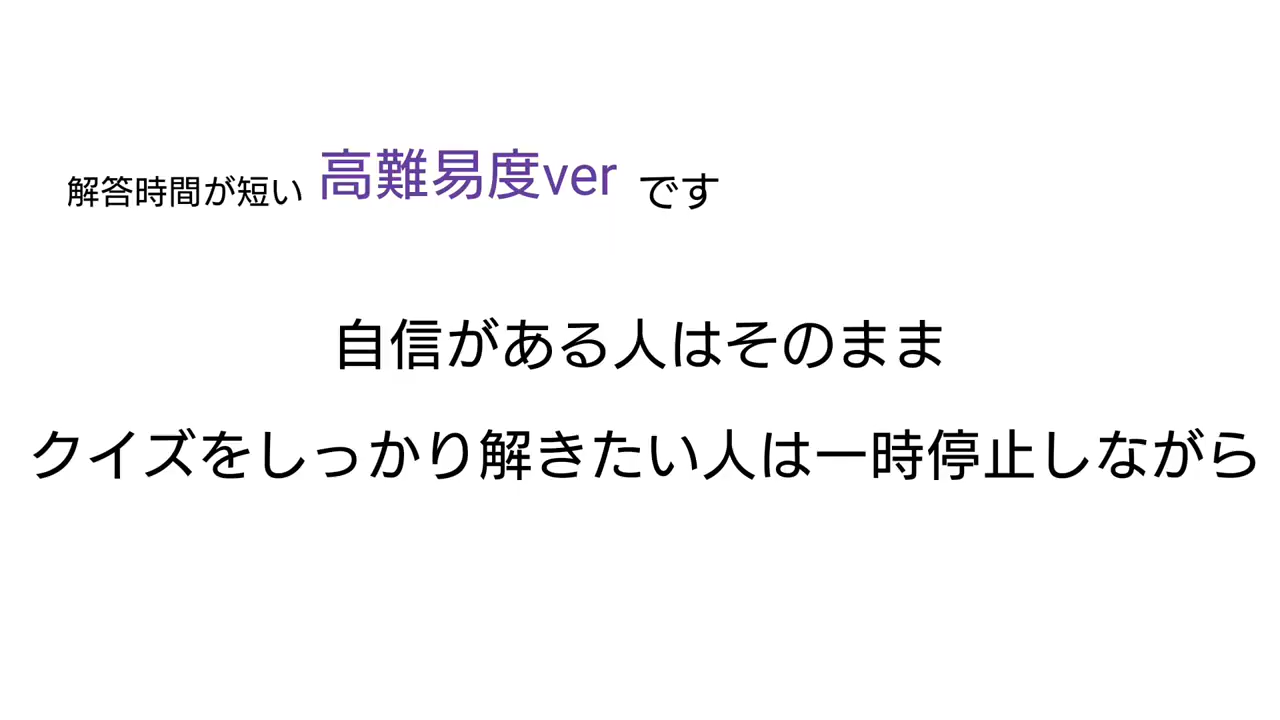 解答時間が短い 高難易度ver です
自信がある人はそのまま
クイズをしっかり解きたい人は一時停止しながら